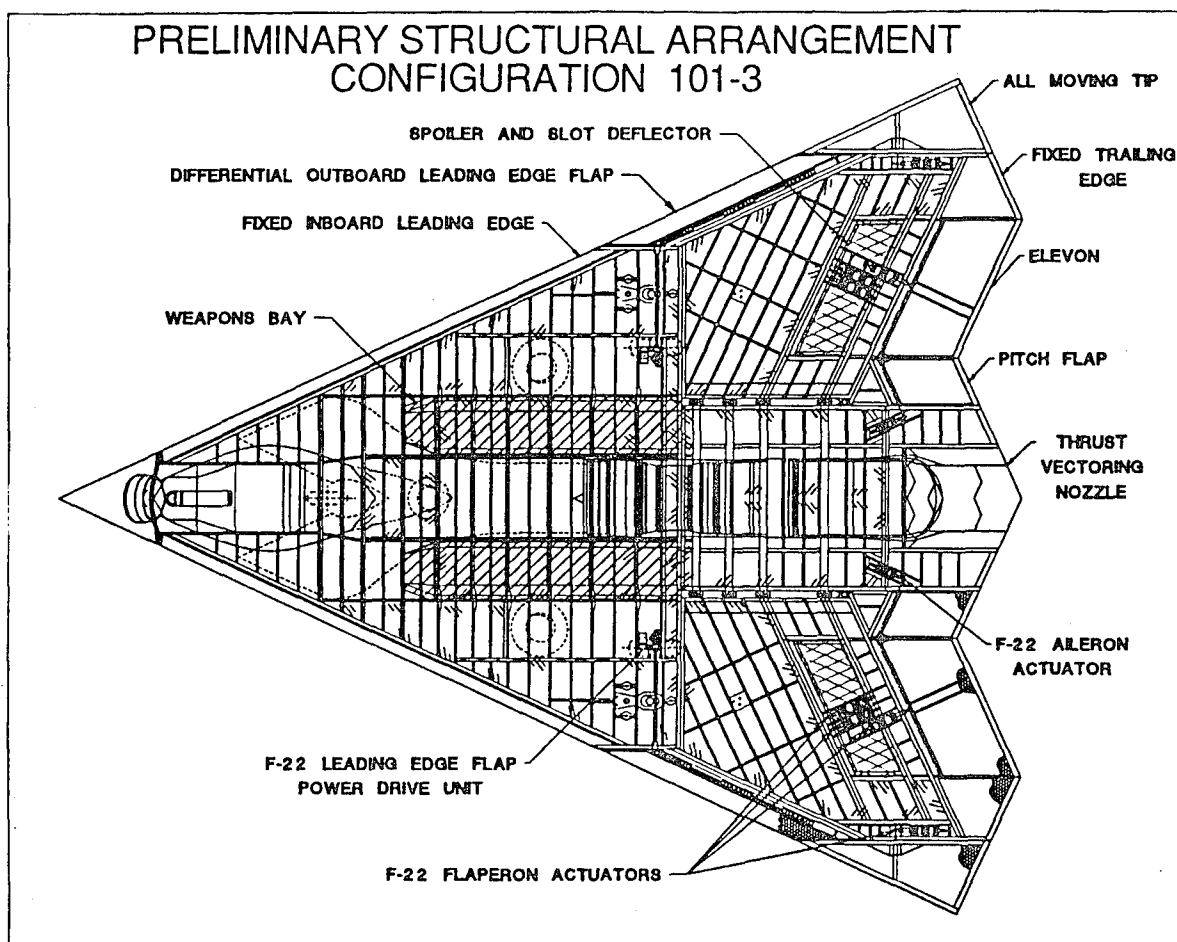 PRELIMINARY STRUCTURAL ARRANGEMENT
CONFIGURATION 101-3
ALL MOVING TIP
SPOILER AND SLOT DEFLECTOR
FIXED TRAILING
EDGE
DIFFERENTIAL OUTBOARD LEADING EDGE FLAP
FIXED INBOARD LEADING EDGE
ELEVON
WEAPONS BAY
PITCH FLAP
THRUST
VECTORING
NOZZLE
F-22 AILERON
ACTUATOR
F-22 LEADING EDGE FLAP
POWER DRIVE UNIT
F-22 FLAPERON ACTUATORS